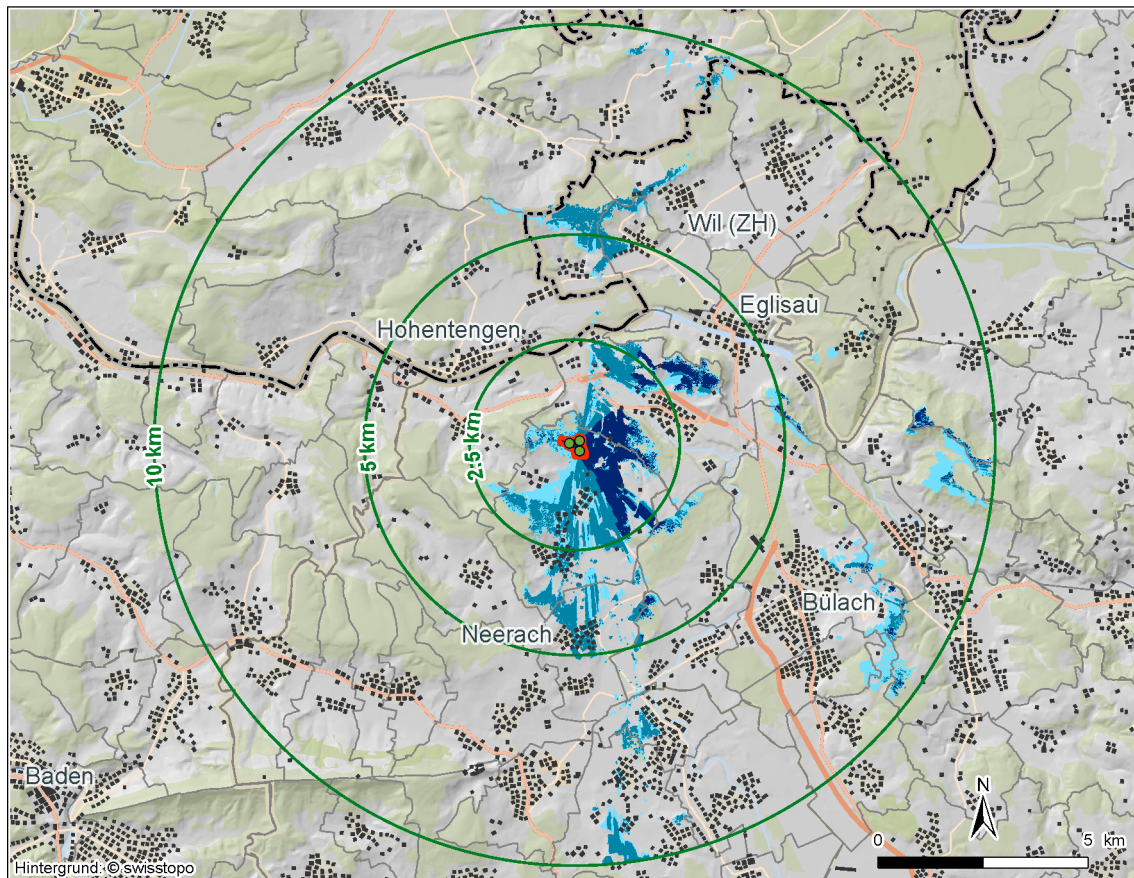 Wil (ZH)
Eglisau
Hohentengen
10 km
5 km
2.5 km
Bülach
Neerach
Baden
N
0 5 km
Hintergrund: © swisstopo